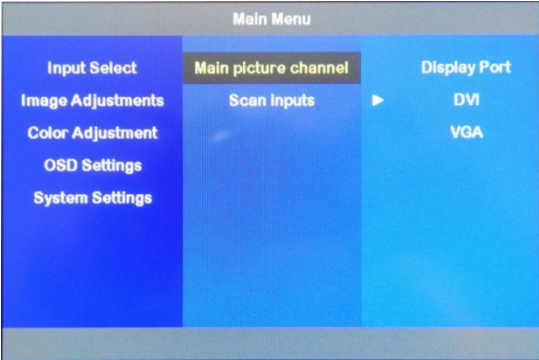 Main Menu
Input Select
Image Adjustments
Color Adjustment
OSD Settings
System Settings
Main picture channel
Scan Inputs
Display Port
DVI
VGA